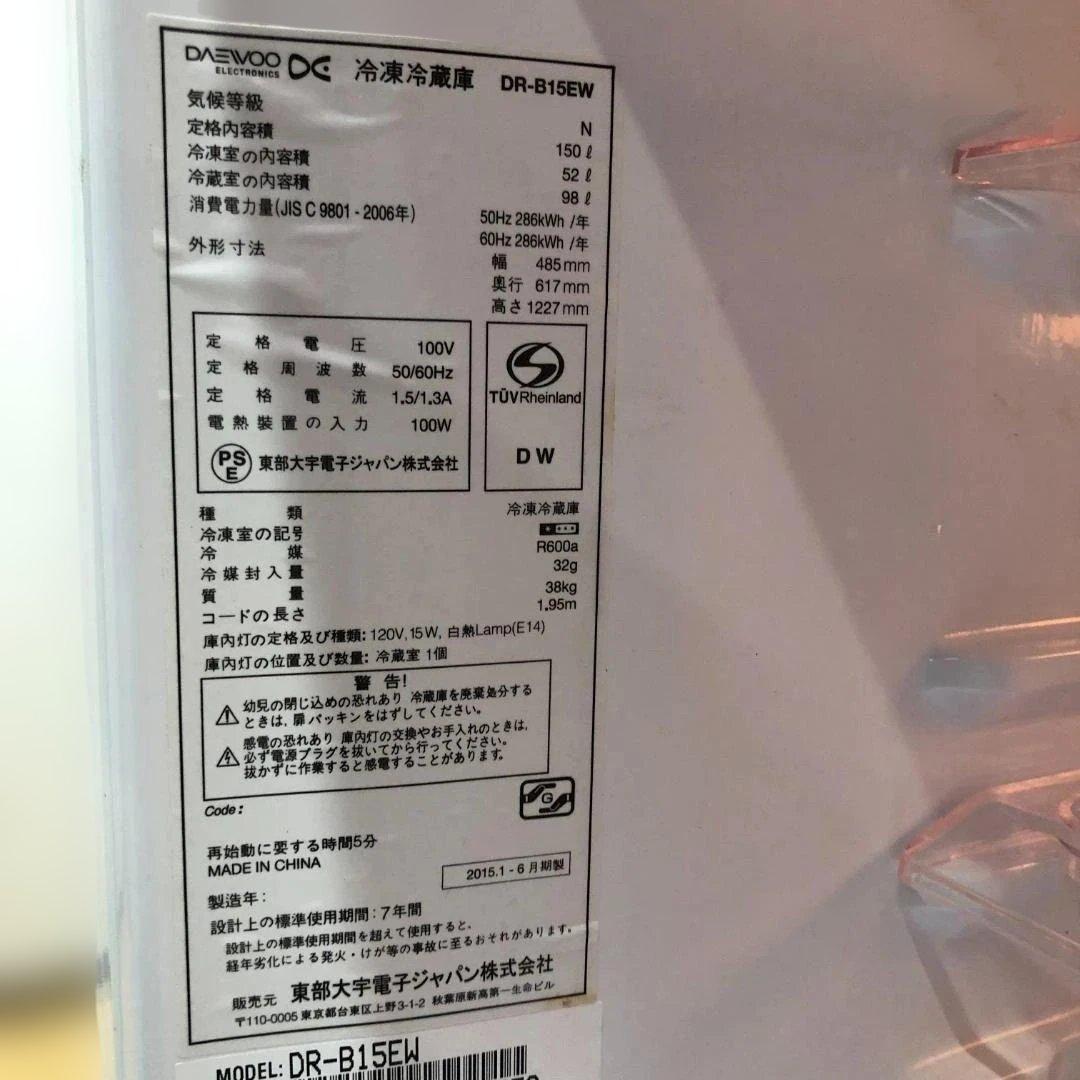 DAEWOO ELECTRONICS DE 冷凍冷蔵庫 DR-B15EW
気候等級 N
定格内容積 150ℓ
冷凍室の内容積 52ℓ
冷蔵室の内容積 98ℓ
消費電力量(JIS C 9801 - 2006年) 50Hz 286kWh /年
60Hz 286kWh /年
外形寸法 幅 485mm
奥行 617mm
高さ 1227mm
定格電圧 100V
定格周波数 50/60Hz
定格電流 1.5/1.3A
電熱装置の入力 100W
PSE 東部大宇電子ジャパン株式会社
TÜVRheinland
DW
種類 冷凍冷蔵庫
冷凍室の記号
冷媒 R600a
冷媒封入量 32g
質量 38kg
コードの長さ 1.95m
庫内灯の定格及び種類: 120V, 15W, 白熱Lamp(E14)
庫内灯の位置及び数量: 冷蔵室 1個
警告!
幼児の閉じ込めの恐れあり 冷蔵庫を廃棄処分する
ときは, 扉パッキンをはずしてください。
感電の恐れあり 庫内灯の交換やお手入れのときは,
必ず電源プラグを抜いてから行ってください。
抜かずに作業すると感電することがあります。
Code:
G
再始動に要する時間5分
MADE IN CHINA
2015.1 - 6月期製
製造年:
設計上の標準使用期間: 7年間
設計上の標準使用期間を超えて使用すると,
経年劣化による発火・けが等の事故に至るおそれがあります。
販売元 東部大宇電子ジャパン株式会社
〒110-0005 東京都台東区上野3-1-2 秋葉原新高第一生命ビル
MODEL: DR-B15EW